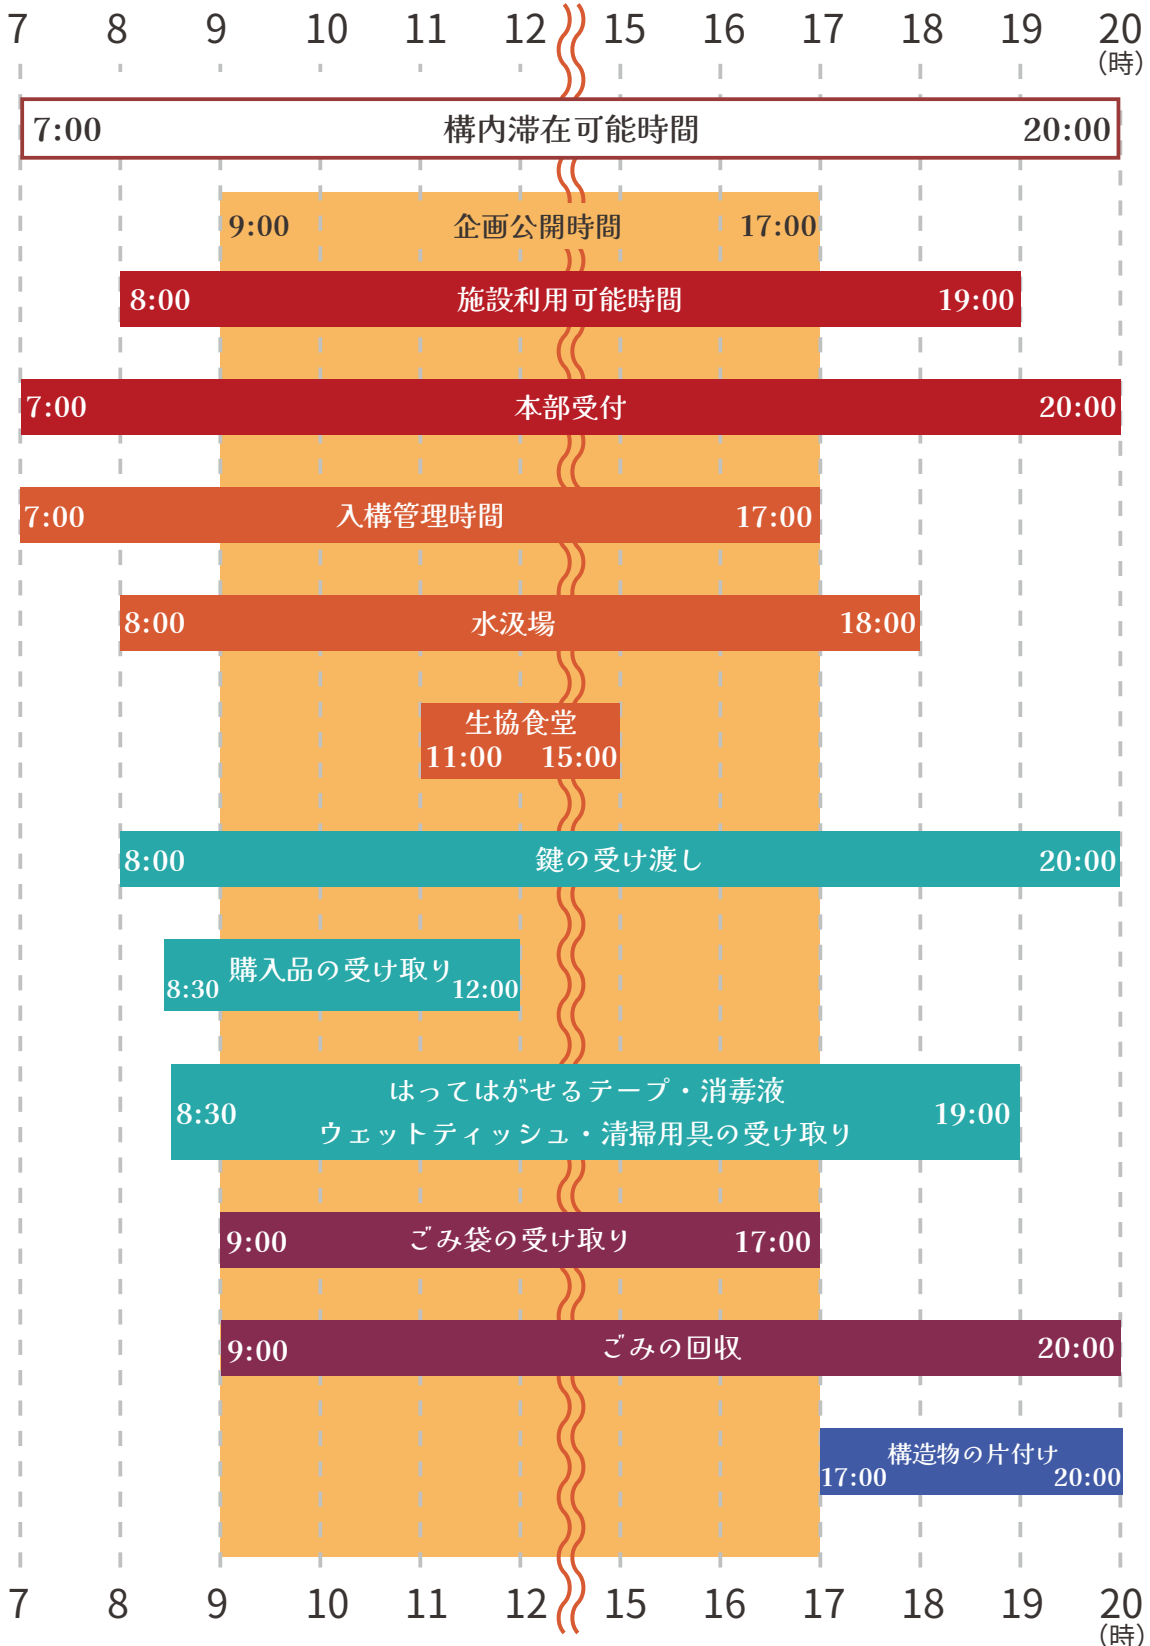 7 8 9 10 11 12 15 16 17 18 19 20
(時)
7:00 構内滞在可能時間 20:00
9:00 企画公開時間 17:00
8:00 施設利用可能時間 19:00
7:00 本部受付 20:00
7:00 入構管理時間 17:00
8:00 水汲場 18:00
生協食堂
11:00 15:00
8:00 鍵の受け渡し 20:00
購入品の受け取り
8:30 12:00
はってはがせるテープ・消毒液
8:30 19:00
ウェットティッシュ・清掃用具の受け取り
9:00 ごみ袋の受け取り 17:00
9:00 ごみの回収 20:00
構造物の片付け
17:00 20:00
7 8 9 10 11 12 15 16 17 18 19 20
(時)